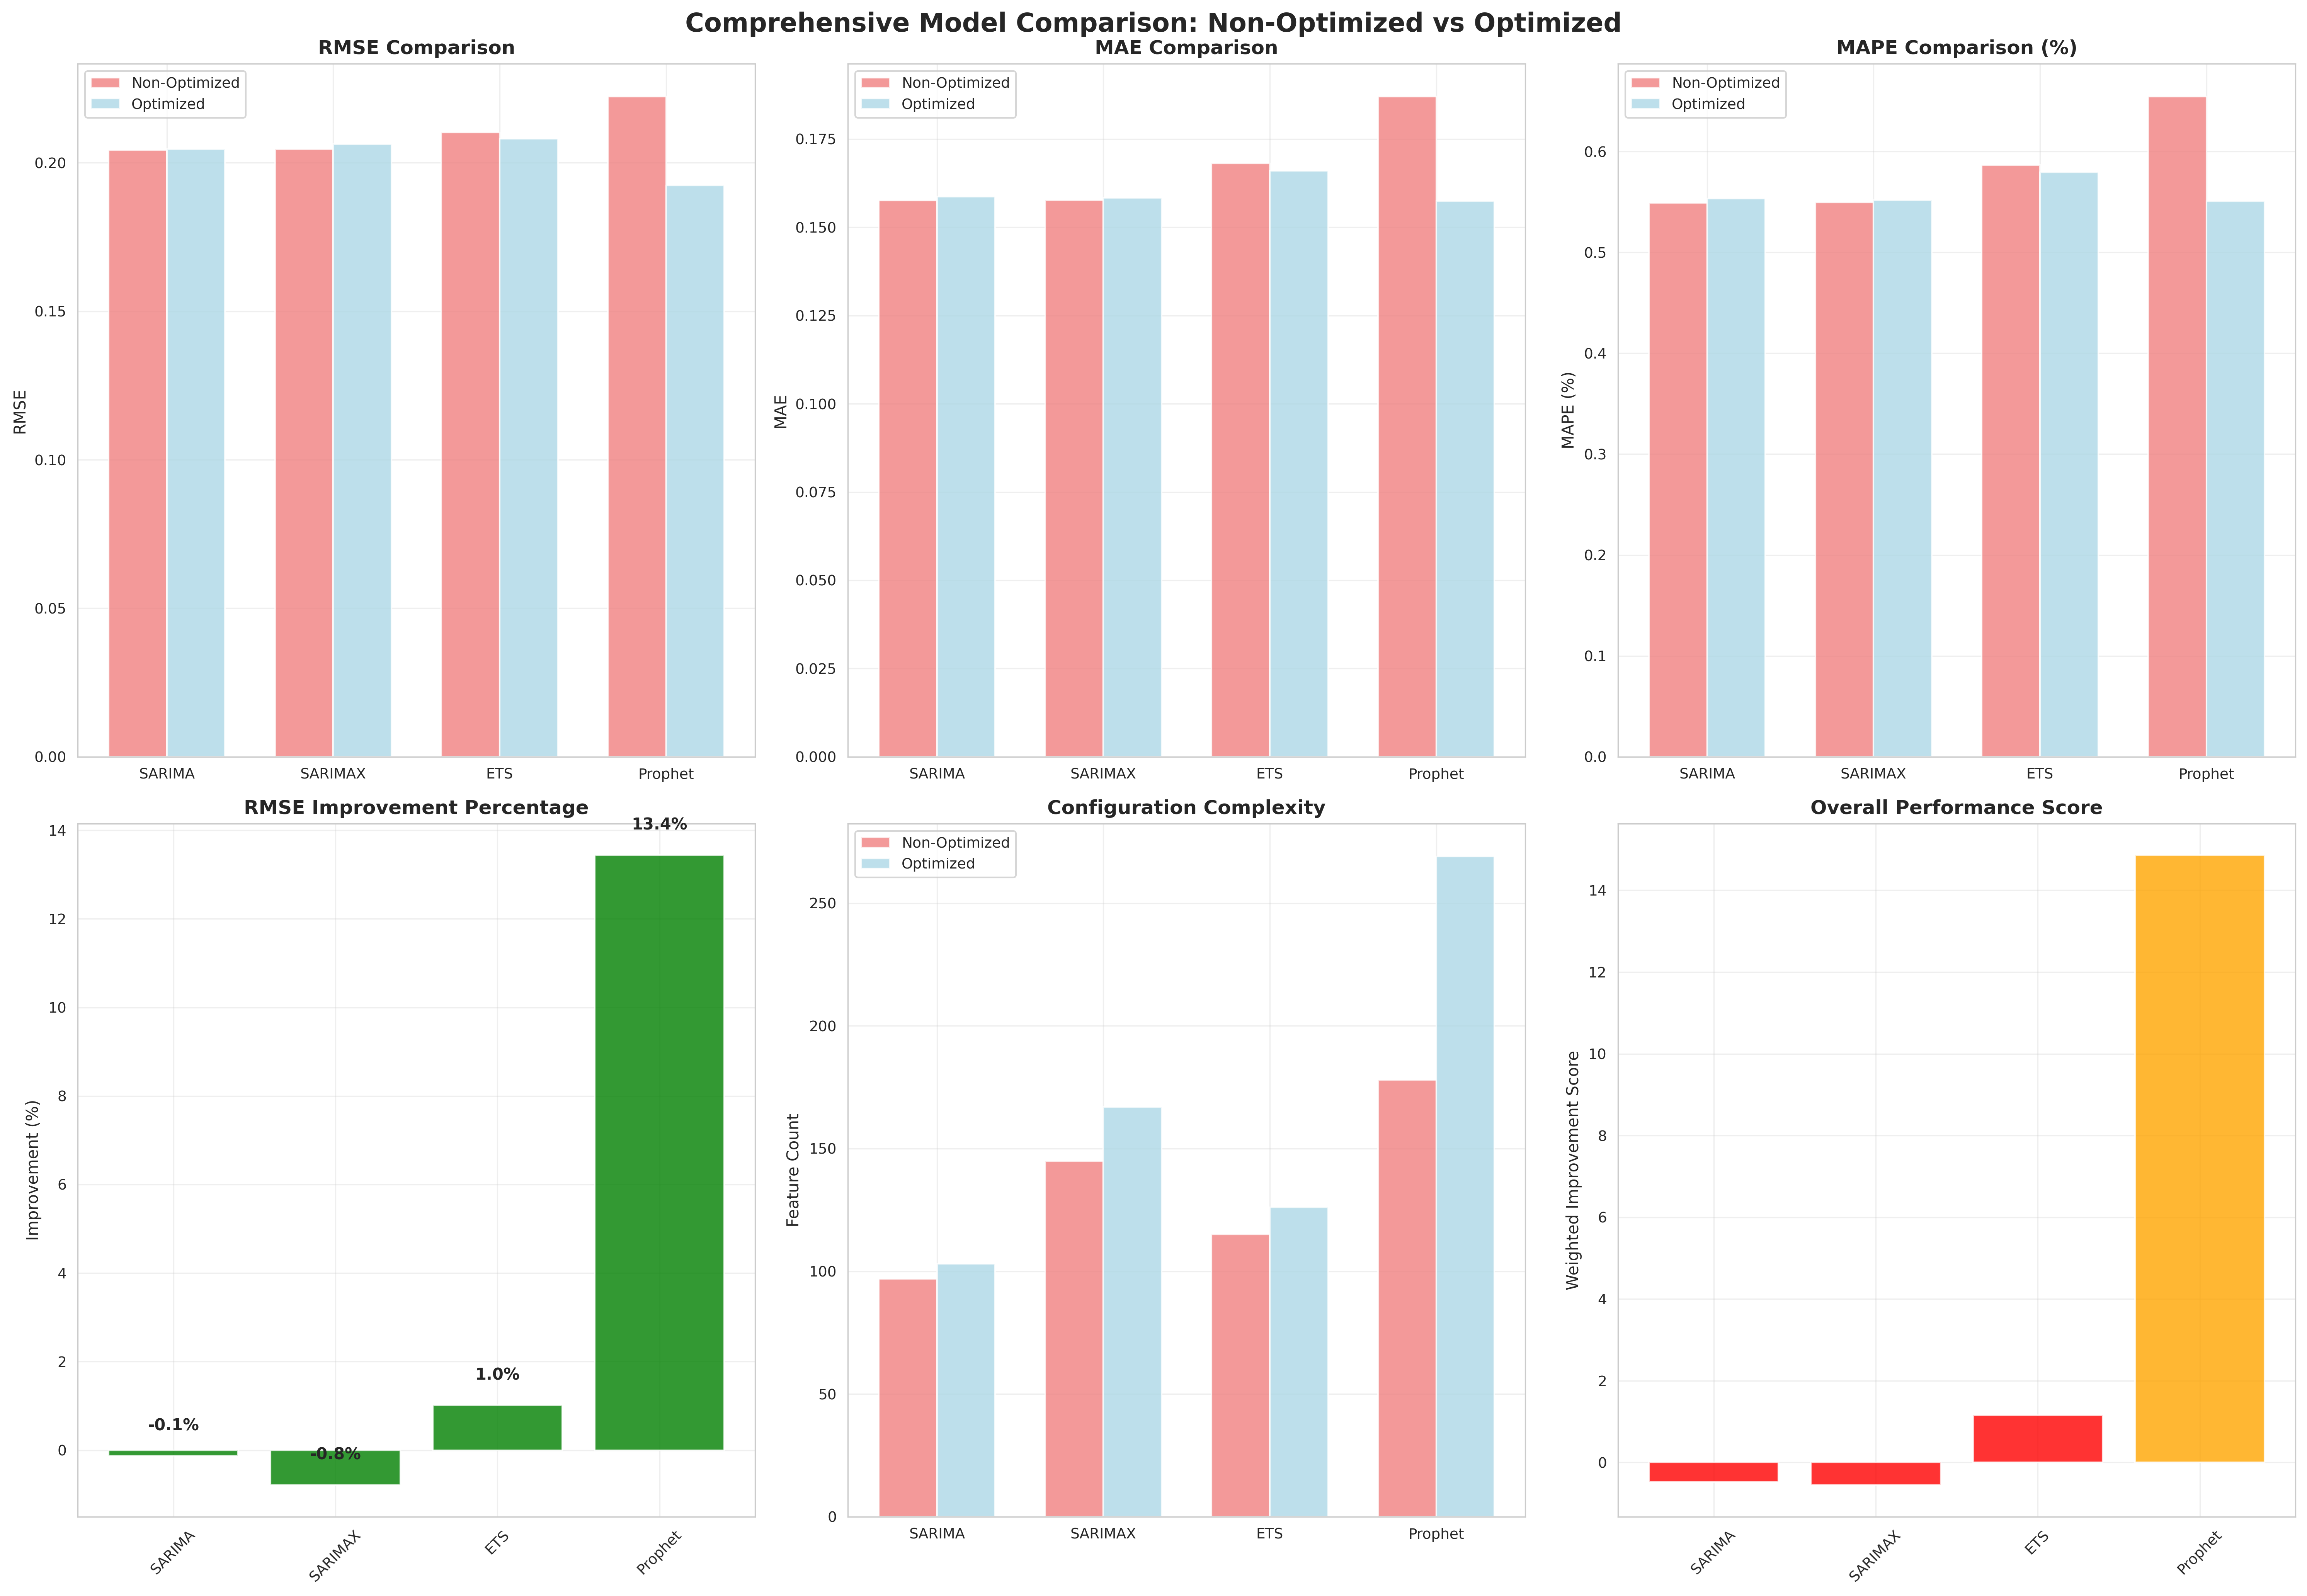 Comprehensive Model Comparison: Non-Optimized vs Optimized
RMSE Comparison
Non-Optimized
Optimized
RMSE
0.20
0.15
0.10
0.05
0.00
SARIMA
SARIMAX
ETS
Prophet
MAE Comparison
Non-Optimized
Optimized
MAE
0.175
0.150
0.125
0.100
0.075
0.050
0.025
0.000
SARIMA
SARIMAX
ETS
Prophet
MAPE Comparison (%)
Non-Optimized
Optimized
MAPE (%)
0.6
0.5
0.4
0.3
0.2
0.1
0.0
SARIMA
SARIMAX
ETS
Prophet
RMSE Improvement Percentage
Improvement (%)
14
12
10
8
6
4
2
0
-0.1%
-0.8%
1.0%
13.4%
SARIMA
SARIMAX
ETS
Prophet
Configuration Complexity
Non-Optimized
Optimized
Feature Count
250
200
150
100
50
0
SARIMA
SARIMAX
ETS
Prophet
Overall Performance Score
Weighted Improvement Score
14
12
10
8
6
4
2
0
SARIMA
SARIMAX
ETS
Prophet